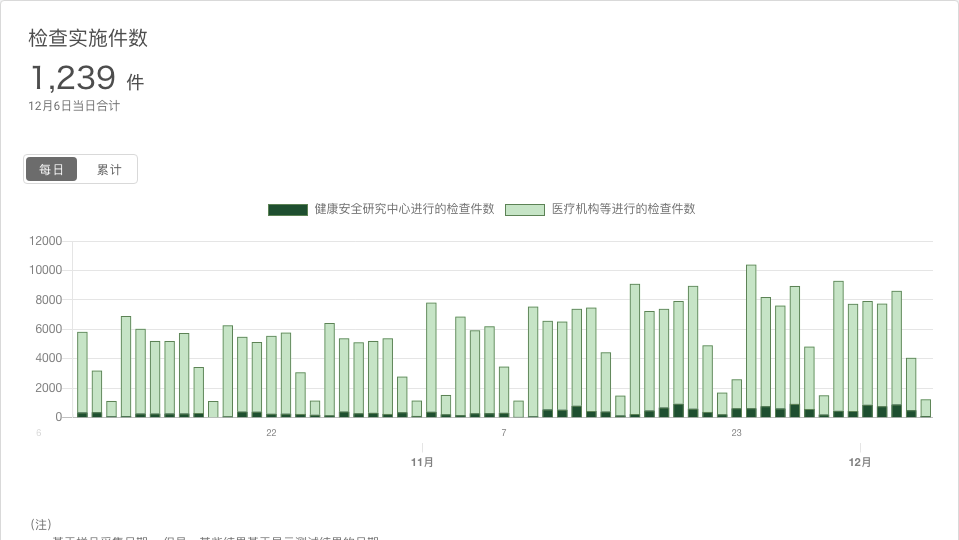 检查实施件数
1,239 件
12月6日当日合计
每日 累计
健康安全研究中心进行的检查件数 医疗机构等进行的检查件数
12000
10000
8000
6000
4000
2000
0
6 22 7 23
11月 12月
(注)